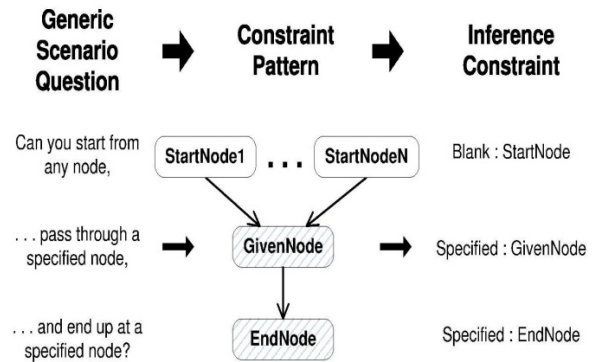 Generic Scenario Question
Constraint Pattern
Inference Constraint
Can you start from any node,
StartNode1 . . . StartNodeN
Blank : StartNode
. . . pass through a specified node,
GivenNode
Specified : GivenNode
. . . and end up at a specified node?
EndNode
Specified : EndNode